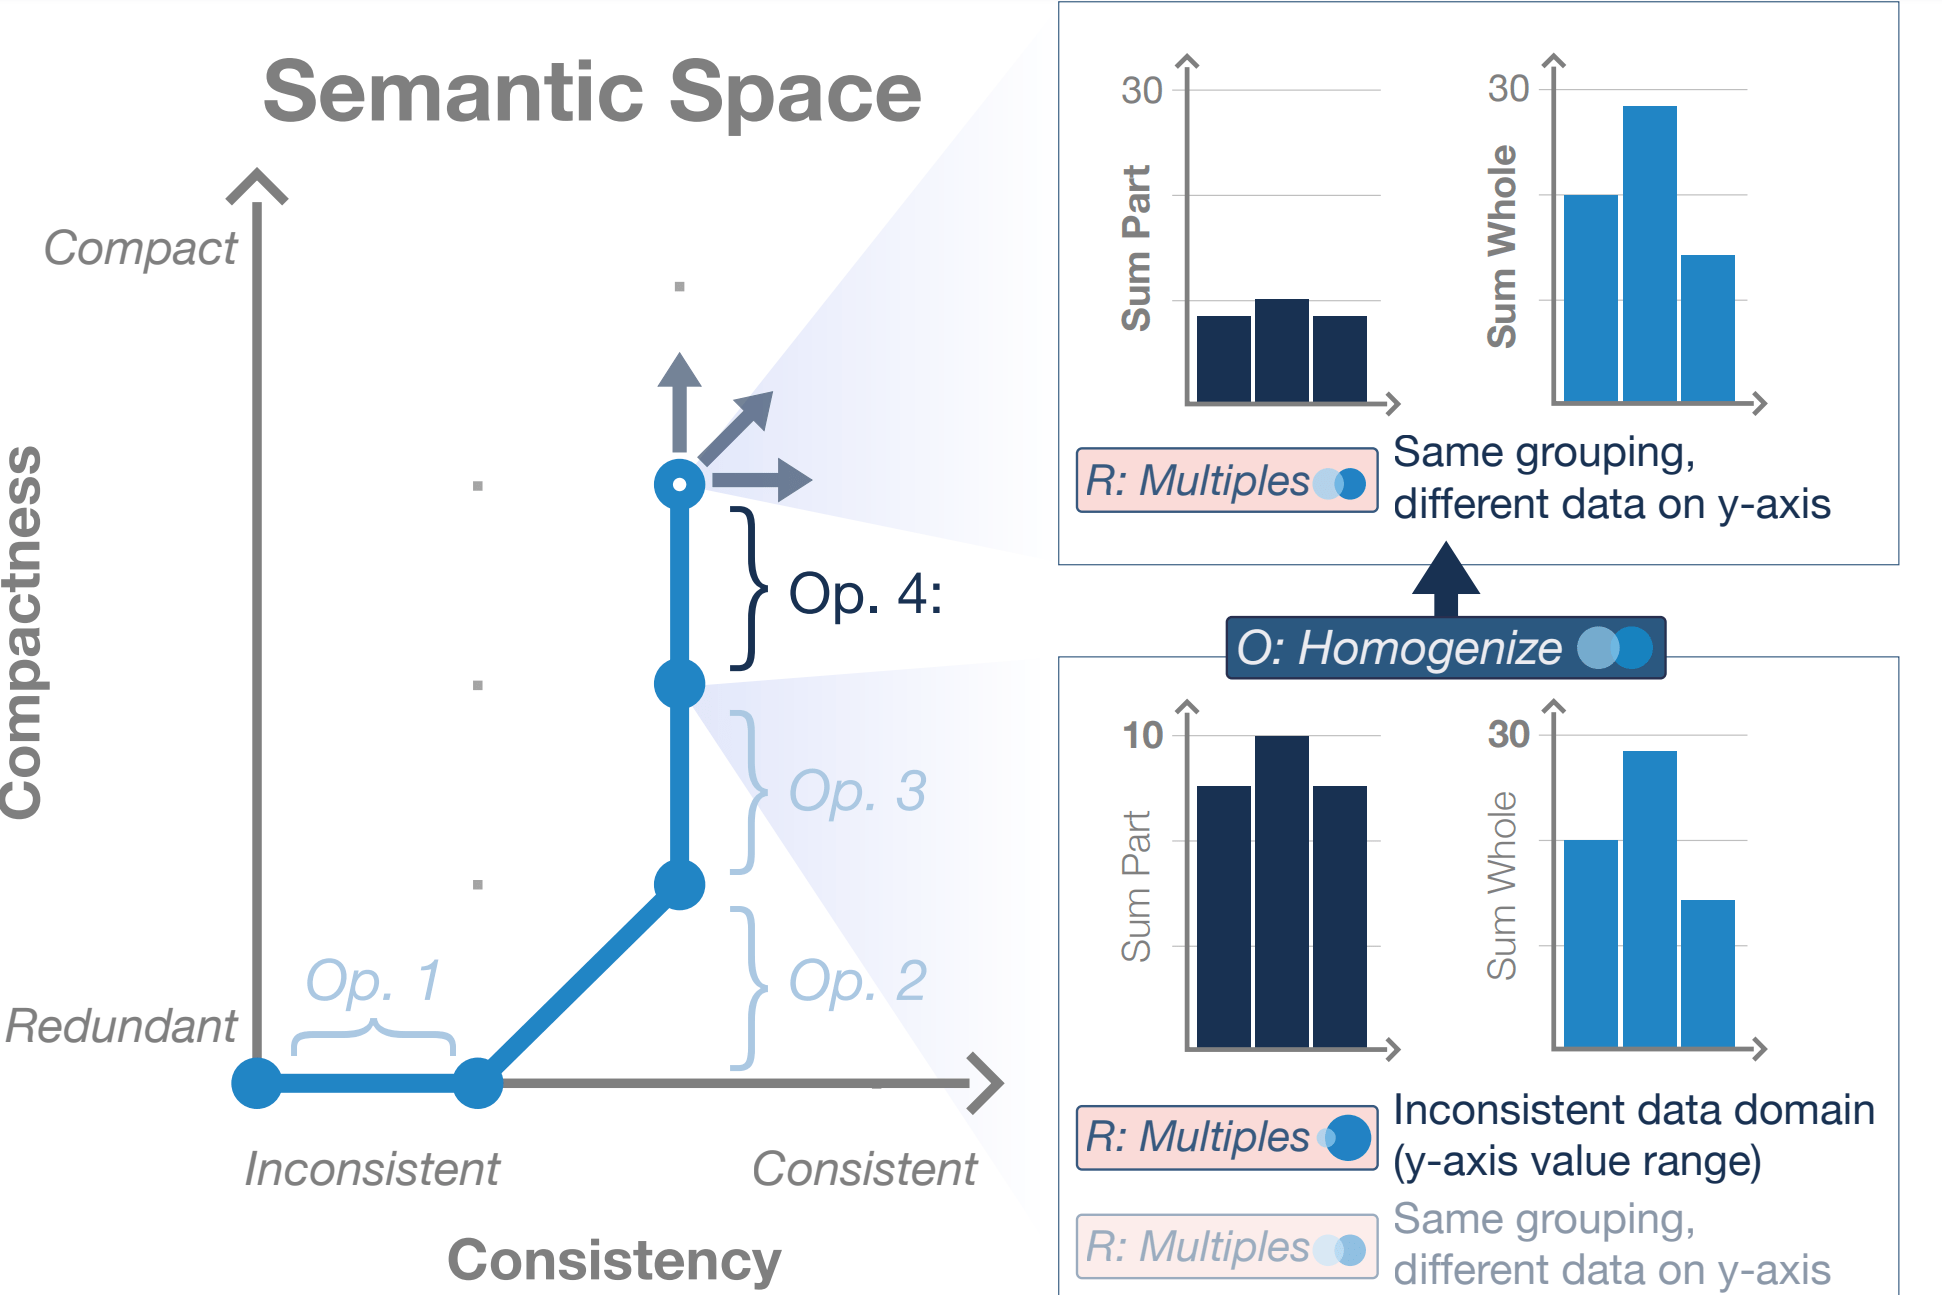 Semantic Space
Compact
Compactness
Redundant
Op. 1
Op. 4:
Op. 3
Op. 2
Inconsistent
Consistent
Consistency
30
Sum Part
30
Sum Whole
R: Multiples
Same grouping,
different data on y-axis
O: Homogenize
10
Sum Part
30
Sum Whole
R: Multiples
Inconsistent data domain
(y-axis value range)
R: Multiples
Same grouping,
different data on y-axis